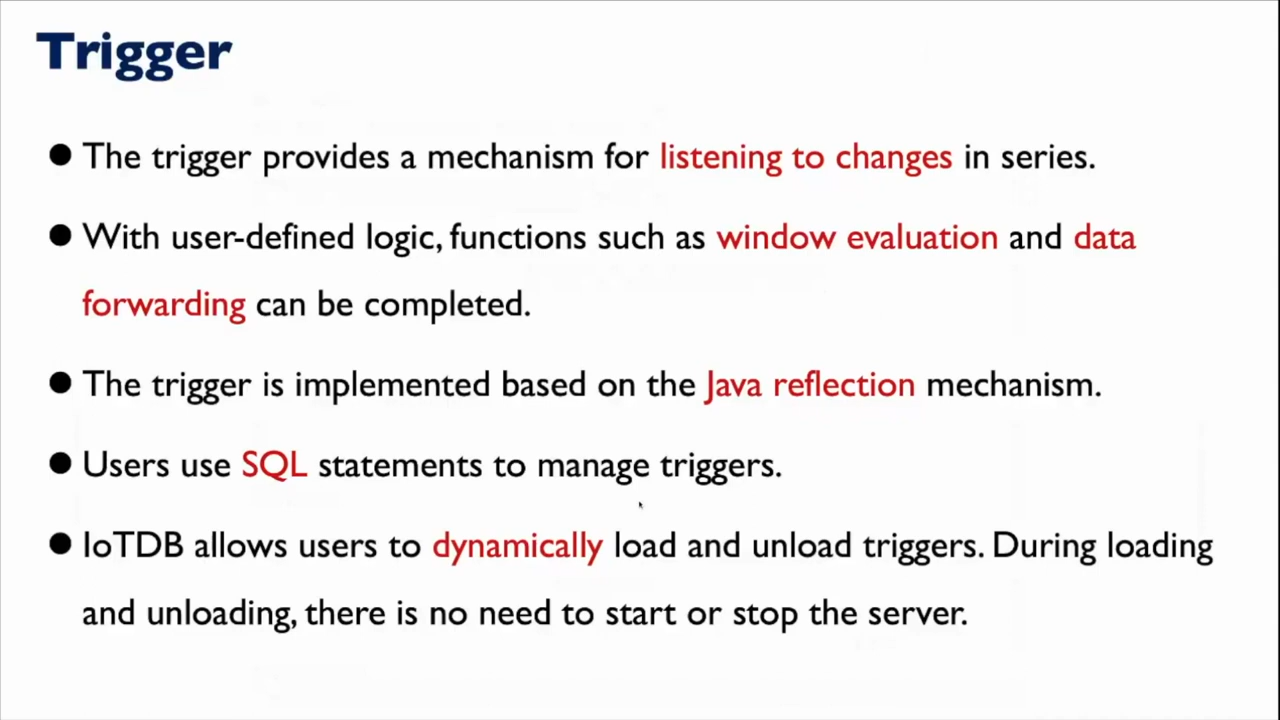 Trigger
● The trigger provides a mechanism for listening to changes in series.
● With user-defined logic, functions such as window evaluation and data
forwarding can be completed.
● The trigger is implemented based on the Java reflection mechanism.
● Users use SQL statements to manage triggers.
● IoTDB allows users to dynamically load and unload triggers. During loading
and unloading, there is no need to start or stop the server.